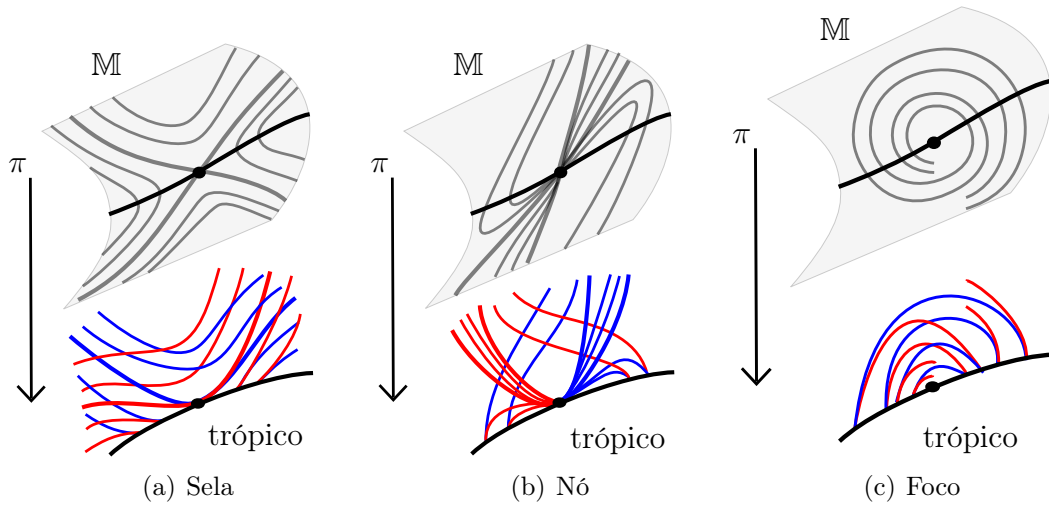 𝕄 𝕄 𝕄
π π π
trópico trópico trópico
(a) Sela (b) Nó (c) Foco